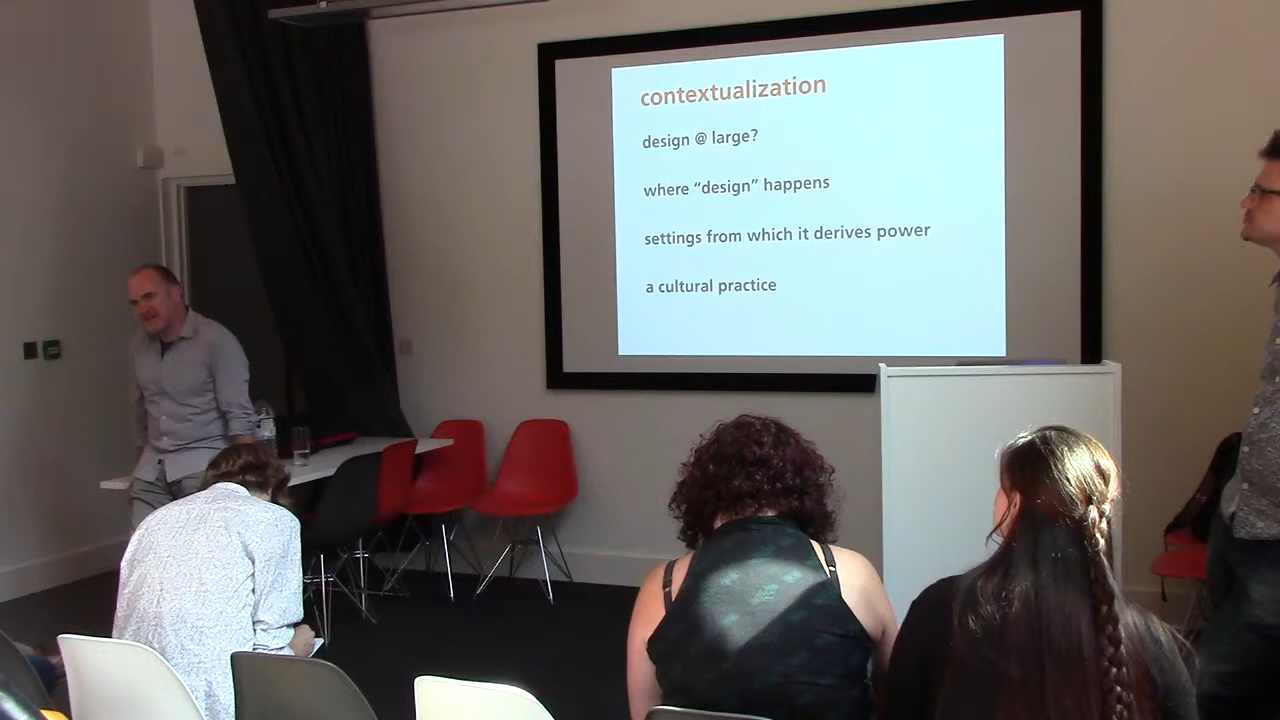 contextualization
design @ large?
where “design” happens
settings from which it derives power
a cultural practice